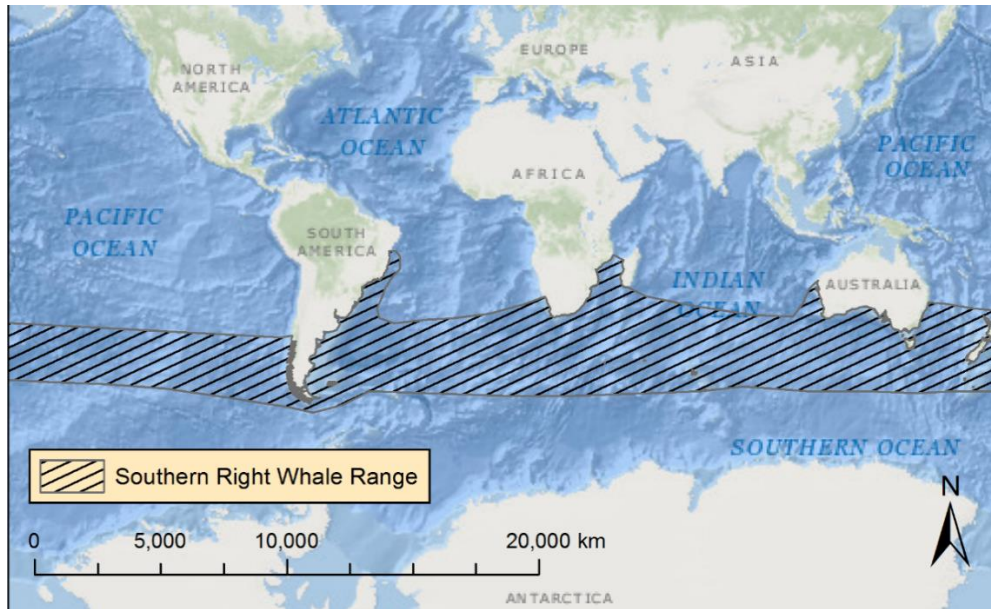 EUROPE
ASIA
NORTH
AMERICA
ATLANTIC
OCEAN
PACIFIC
OCEAN
AFRICA
PACIFIC
OCEAN
SOUTH
AMERICA
INDIAN
OCEAN
AUSTRALIA
SOUTHERN OCEAN
Southern Right Whale Range
N
0 5,000 10,000 20,000 km
ANTARCTICA